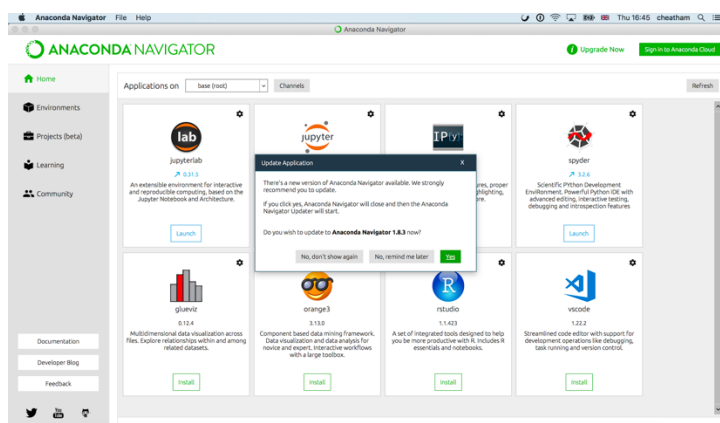 Anaconda Navigator File Help
Thu 16:45 cheatham
Anaconda Navigator
ANACONDA NAVIGATOR
Upgrade Now
Sign in to Anaconda Cloud
Home
Environments
Projects (beta)
Learning
Community
Documentation
Developer Blog
Feedback
You
Tube
Applications on base (root) Channels
Refresh
lab
jupyterlab
0.31.5
An extensible environment for interactive
and reproducible computing, based on the
Jupyter Notebook and Architecture.
Launch
jupyter
IP[y]:
spyder
3.2.6
Scientific PYthon Development
EnviRonment. Powerful Python IDE with
advanced editing, interactive testing,
debugging and introspection features
Launch
Update Application X
There's a new version of Anaconda Navigator available. We strongly
recommend you to update.
If you click yes, Anaconda Navigator will close and then the Anaconda
Navigator Updater will start.
Do you wish to update to Anaconda Navigator 1.8.3 now?
No, don't show again
No, remind me later
Yes
glueviz
0.12.4
Multidimensional data visualization across
files. Explore relationships within and among
related datasets.
Install
orange3
3.13.0
Component based data mining framework.
Data visualization and data analysis for
novice and expert. Interactive workflows
with a large toolbox.
Install
R
rstudio
1.1.423
A set of integrated tools designed to help
you be more productive with R. Includes R
essentials and notebooks.
Install
vscode
1.22.2
Streamlined code editor with support for
development operations like debugging,
task running and version control.
Install